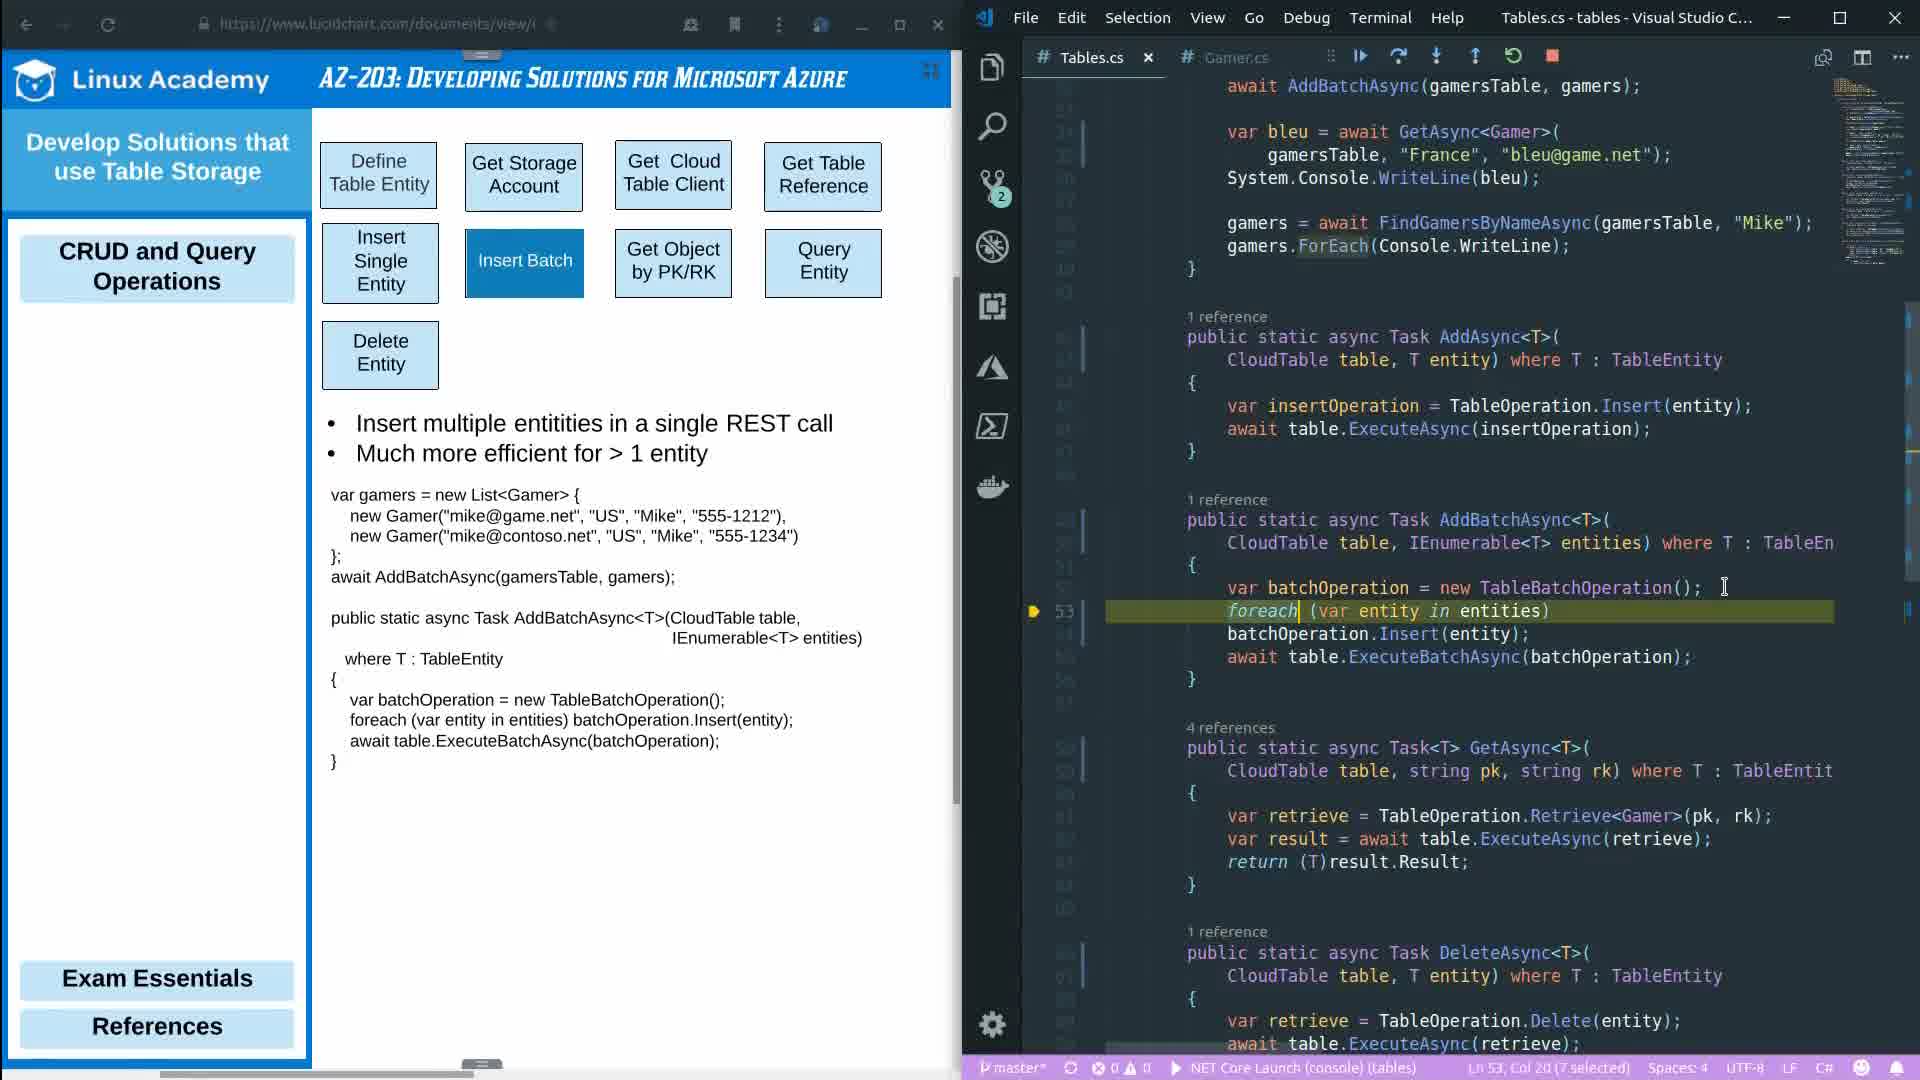 https://www.lucidchart.com/documents/view/
Linux Academy
AZ-203: Developing Solutions for Microsoft Azure
Develop Solutions that
use Table Storage
CRUD and Query
Operations
Exam Essentials
References
Define
Table Entity
Get Storage
Account
Get Cloud
Table Client
Get Table
Reference
Insert
Single
Entity
Insert Batch
Get Object
by PK/RK
Query
Entity
Delete
Entity
• Insert multiple entitities in a single REST call
• Much more efficient for > 1 entity
var gamers = new List<Gamer> {
new Gamer("mike@game.net", "US", "Mike", "555-1212"),
new Gamer("mike@contoso.net", "US", "Mike", "555-1234")
};
await AddBatchAsync(gamersTable, gamers);
public static async Task AddBatchAsync<T>(CloudTable table,
IEnumerable<T> entities)
where T : TableEntity
{
var batchOperation = new TableBatchOperation();
foreach (var entity in entities) batchOperation.Insert(entity);
await table.ExecuteBatchAsync(batchOperation);
}
File Edit Selection View Go Debug Terminal Help Tables.cs - tables - Visual Studio C...
# Tables.cs
# Gamer.cs
2
await AddBatchAsync(gamersTable, gamers);
var bleu = await GetAsync<Gamer>(
gamersTable, "France", "bleu@game.net");
System.Console.WriteLine(bleu);
gamers = await FindGamersByNameAsync(gamersTable, "Mike");
gamers.ForEach(Console.WriteLine);
}
1 reference
public static async Task AddAsync<T>(
CloudTable table, T entity) where T : TableEntity
{
var insertOperation = TableOperation.Insert(entity);
await table.ExecuteAsync(insertOperation);
}
1 reference
public static async Task AddBatchAsync<T>(
CloudTable table, IEnumerable<T> entities) where T : TableEn
{
var batchOperation = new TableBatchOperation();
53 foreach (var entity in entities)
batchOperation.Insert(entity);
await table.ExecuteBatchAsync(batchOperation);
}
4 references
public static async Task<T> GetAsync<T>(
CloudTable table, string pk, string rk) where T : TableEntit
{
var retrieve = TableOperation.Retrieve<Gamer>(pk, rk);
var result = await table.ExecuteAsync(retrieve);
return (T)result.Result;
}
1 reference
public static async Task DeleteAsync<T>(
CloudTable table, T entity) where T : TableEntity
{
var retrieve = TableOperation.Delete(entity);
await table.ExecuteAsync(retrieve);
master* 0 0 NET Core Launch (console) (tables) Ln 53, Col 20 (7 selected) Spaces: 4 UTF-8 LF C#